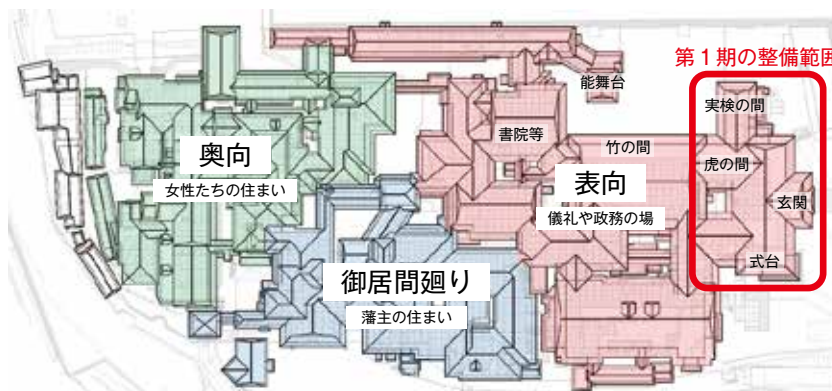 第1期の整備範囲
能舞台
実検の間
書院等
竹の間
虎の間
奥向
女性たちの住まい
表向
儀礼や政務の場
玄関
式台
御居間廻り
藩主の住まい